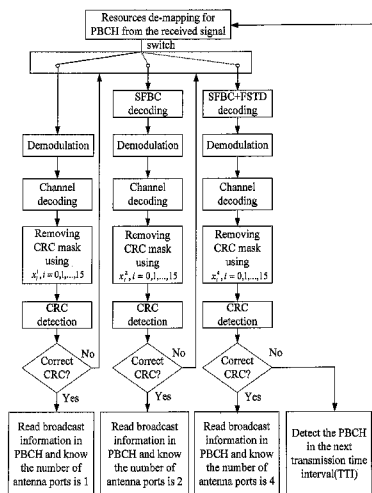 Resources de-mapping for
PBCH from the received signal
switch
SFBC
decoding
SFBC+FSTD
decoding
Demodulation
Demodulation
Demodulation
Channel
decoding
Channel
decoding
Channel
decoding
Removing
CRC mask
using
x_i^1, i = 0,1,...,15
Removing
CRC mask
using
x_i^2, i = 0,1,...,15
Removing
CRC mask
using
x_i^4, i = 0,1,...,15
CRC
detection
CRC
detection
CRC
detection
Correct
CRC?
No
Correct
CRC?
No
Correct
CRC?
No
Yes
Yes
Yes
Read broadcast
information in
PBCH and know
the number of
antenna ports is 1
Read broadcast
information in
PBCH and know
the number of
antenna ports is 2
Read broadcast
information in
PBCH and know
the number of
antenna ports is 4
Detect the PBCH
in the next
transmission time
interval(TTI)